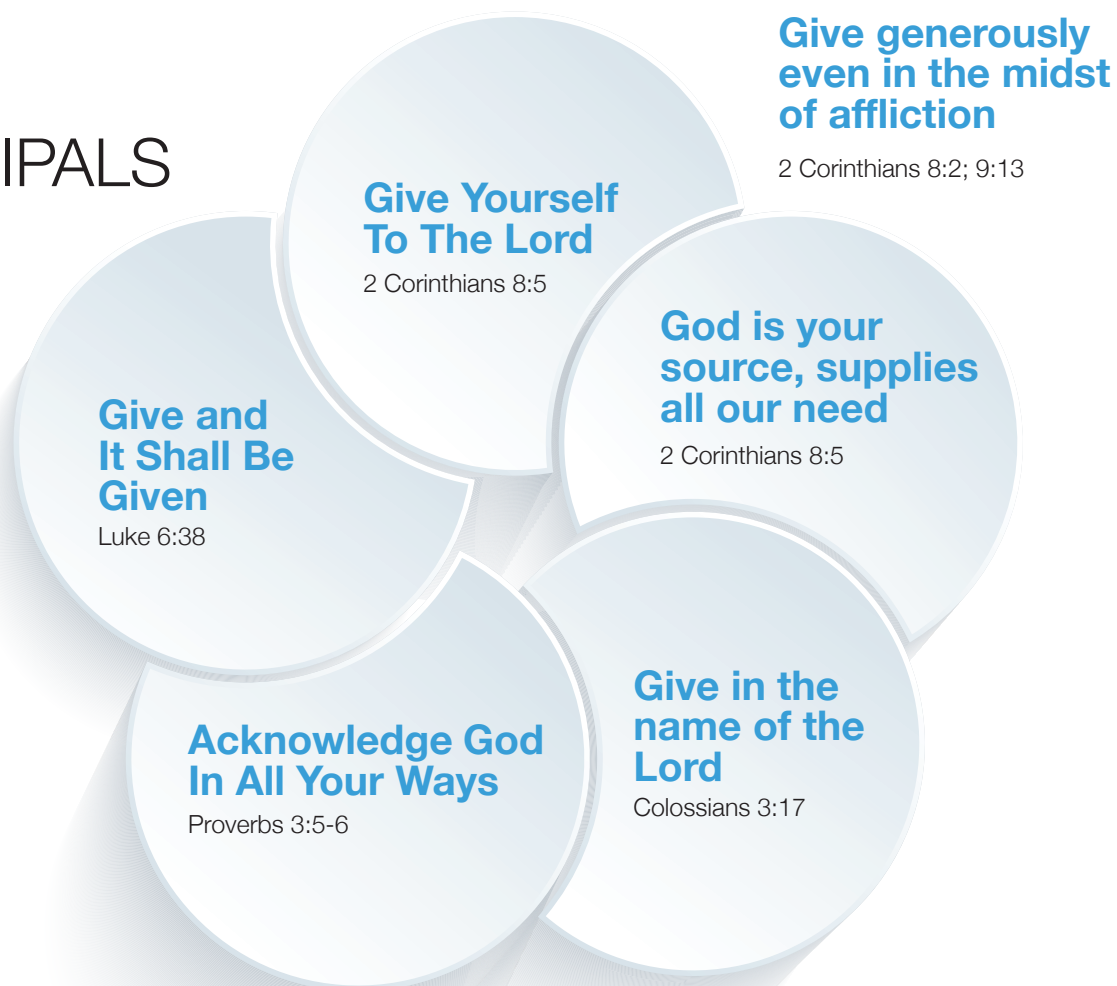 IPALS
Give generously
even in the midst
of affliction
2 Corinthians 8:2; 9:13
Give Yourself
To The Lord
2 Corinthians 8:5
God is your
source, supplies
all our need
2 Corinthians 8:5
Give and
It Shall Be
Given
Luke 6:38
Give in the
name of the
Lord
Colossians 3:17
Acknowledge God
In All Your Ways
Proverbs 3:5-6